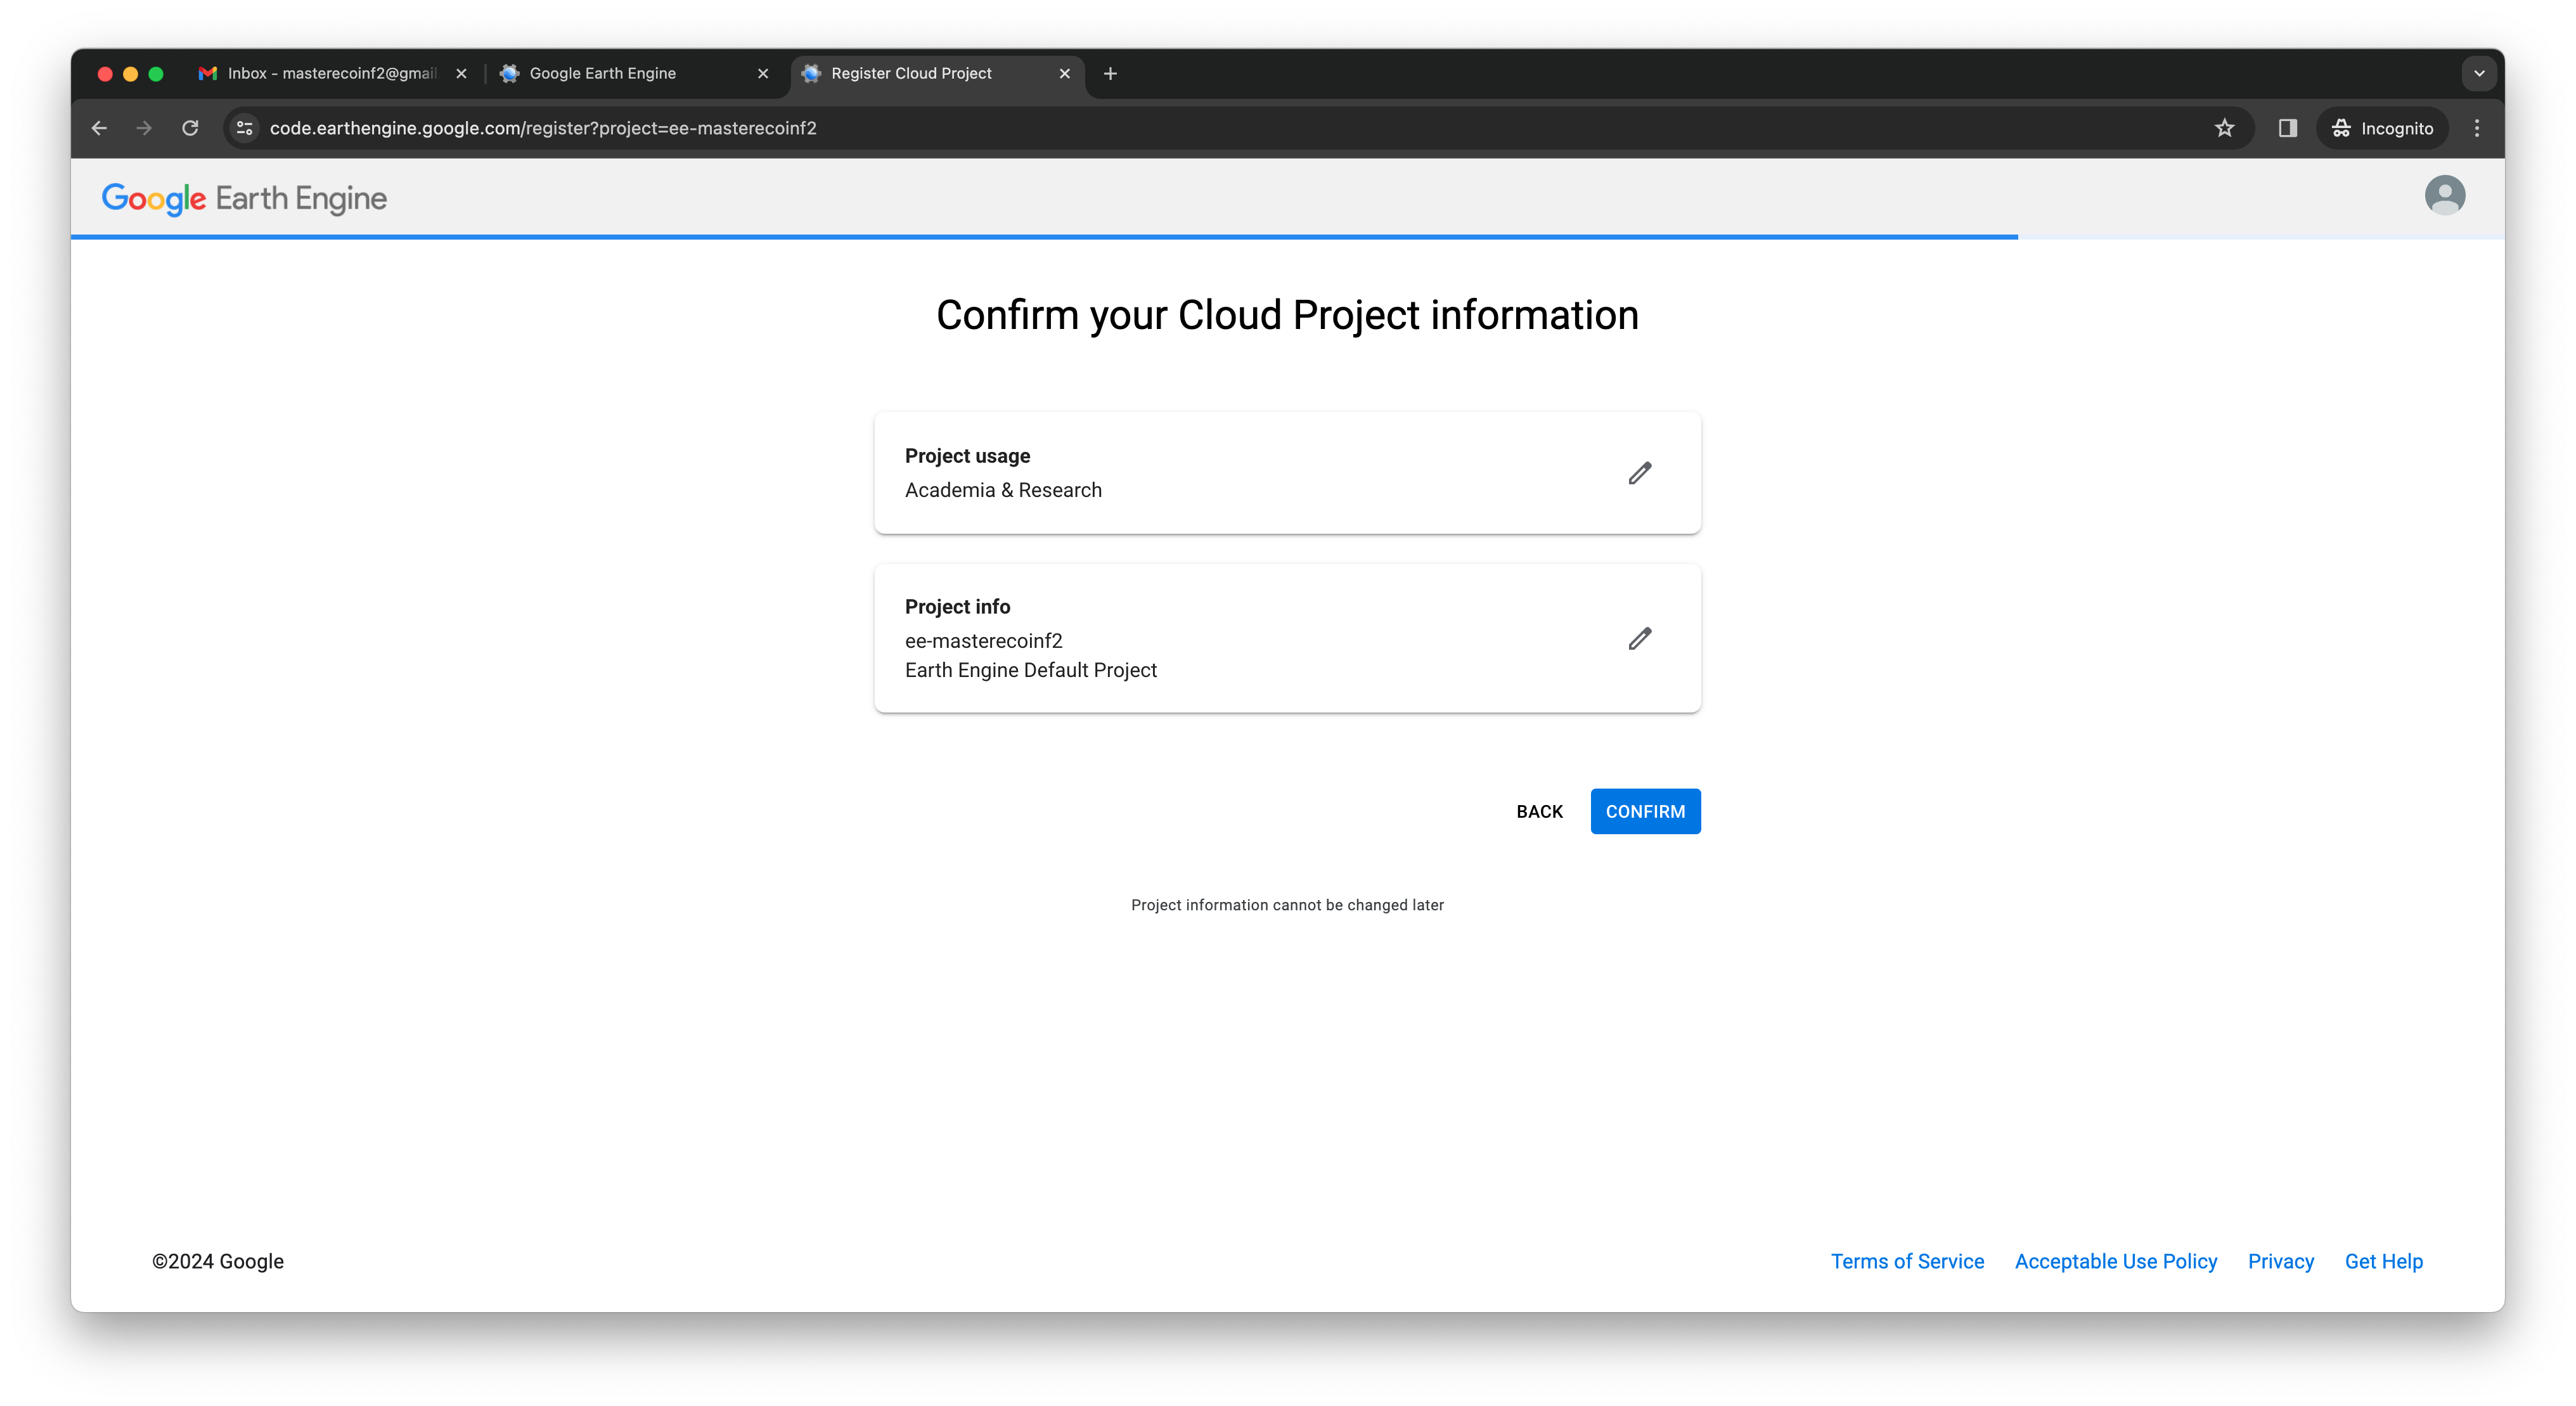 Inbox - masterecoinf2@gmail
Google Earth Engine
Register Cloud Project
code.earthengine.google.com/register?project=ee-masterecoinf2
Incognito
Google Earth Engine
Confirm your Cloud Project information
Project usage
Academia & Research
Project info
ee-masterecoinf2
Earth Engine Default Project
BACK
CONFIRM
Project information cannot be changed later
©2024 Google
Terms of Service
Acceptable Use Policy
Privacy
Get Help